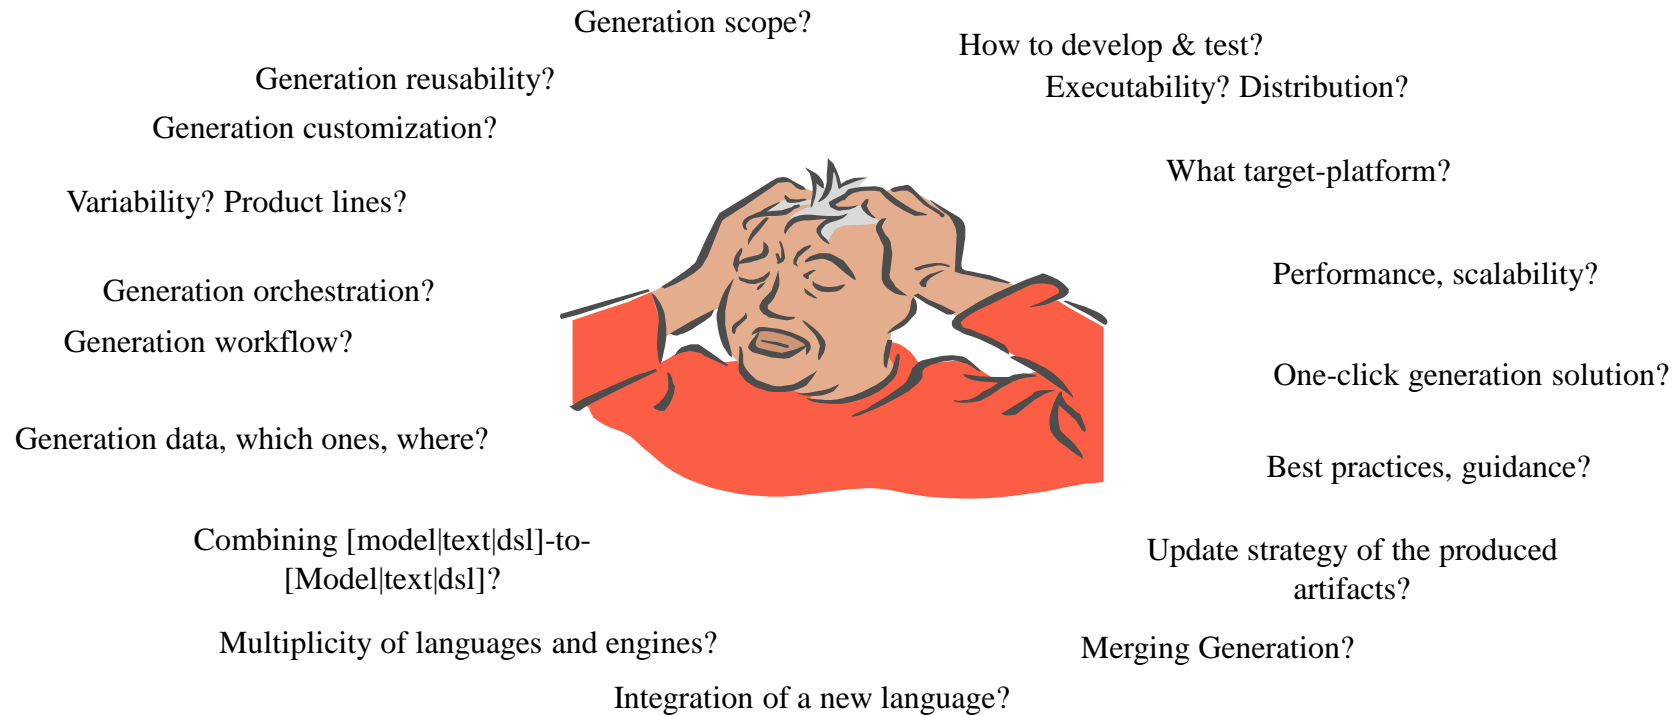 Generation scope?
How to develop & test?
Generation reusability?
Executability? Distribution?
Generation customization?
What target-platform?
Variability? Product lines?
Performance, scalability?
Generation orchestration?
Generation workflow?
One-click generation solution?
Generation data, which ones, where?
Best practices, guidance?
Combining [model|text|dsl]-to-
[Model|text|dsl]?
Update strategy of the produced
artifacts?
Multiplicity of languages and engines?
Merging Generation?
Integration of a new language?